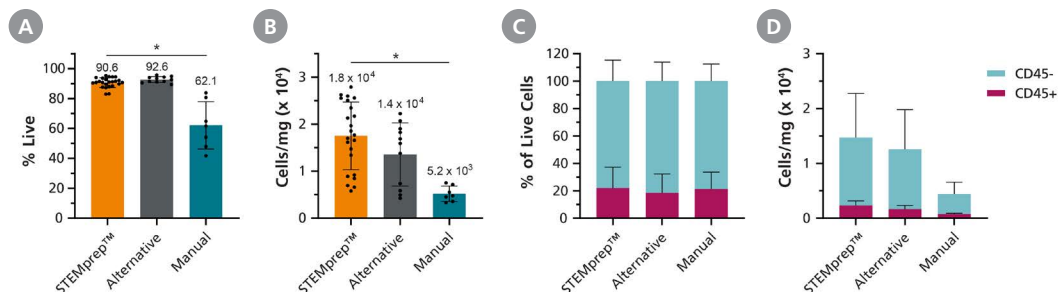 A
% Live
100
80
60
40
20
0
*
90.6
92.6
62.1
STEMprep™
Alternative
Manual
B
Cells/mg (x 10⁴)
3
2
1
0
*
1.8 x 10⁴
1.4 x 10⁴
5.2 x 10³
STEMprep™
Alternative
Manual
C
% of Live Cells
120
100
80
60
40
20
0
STEMprep™
Alternative
Manual
D
Cells/mg (x 10⁴)
3
2
1
0
STEMprep™
Alternative
Manual
CD45-
CD45+